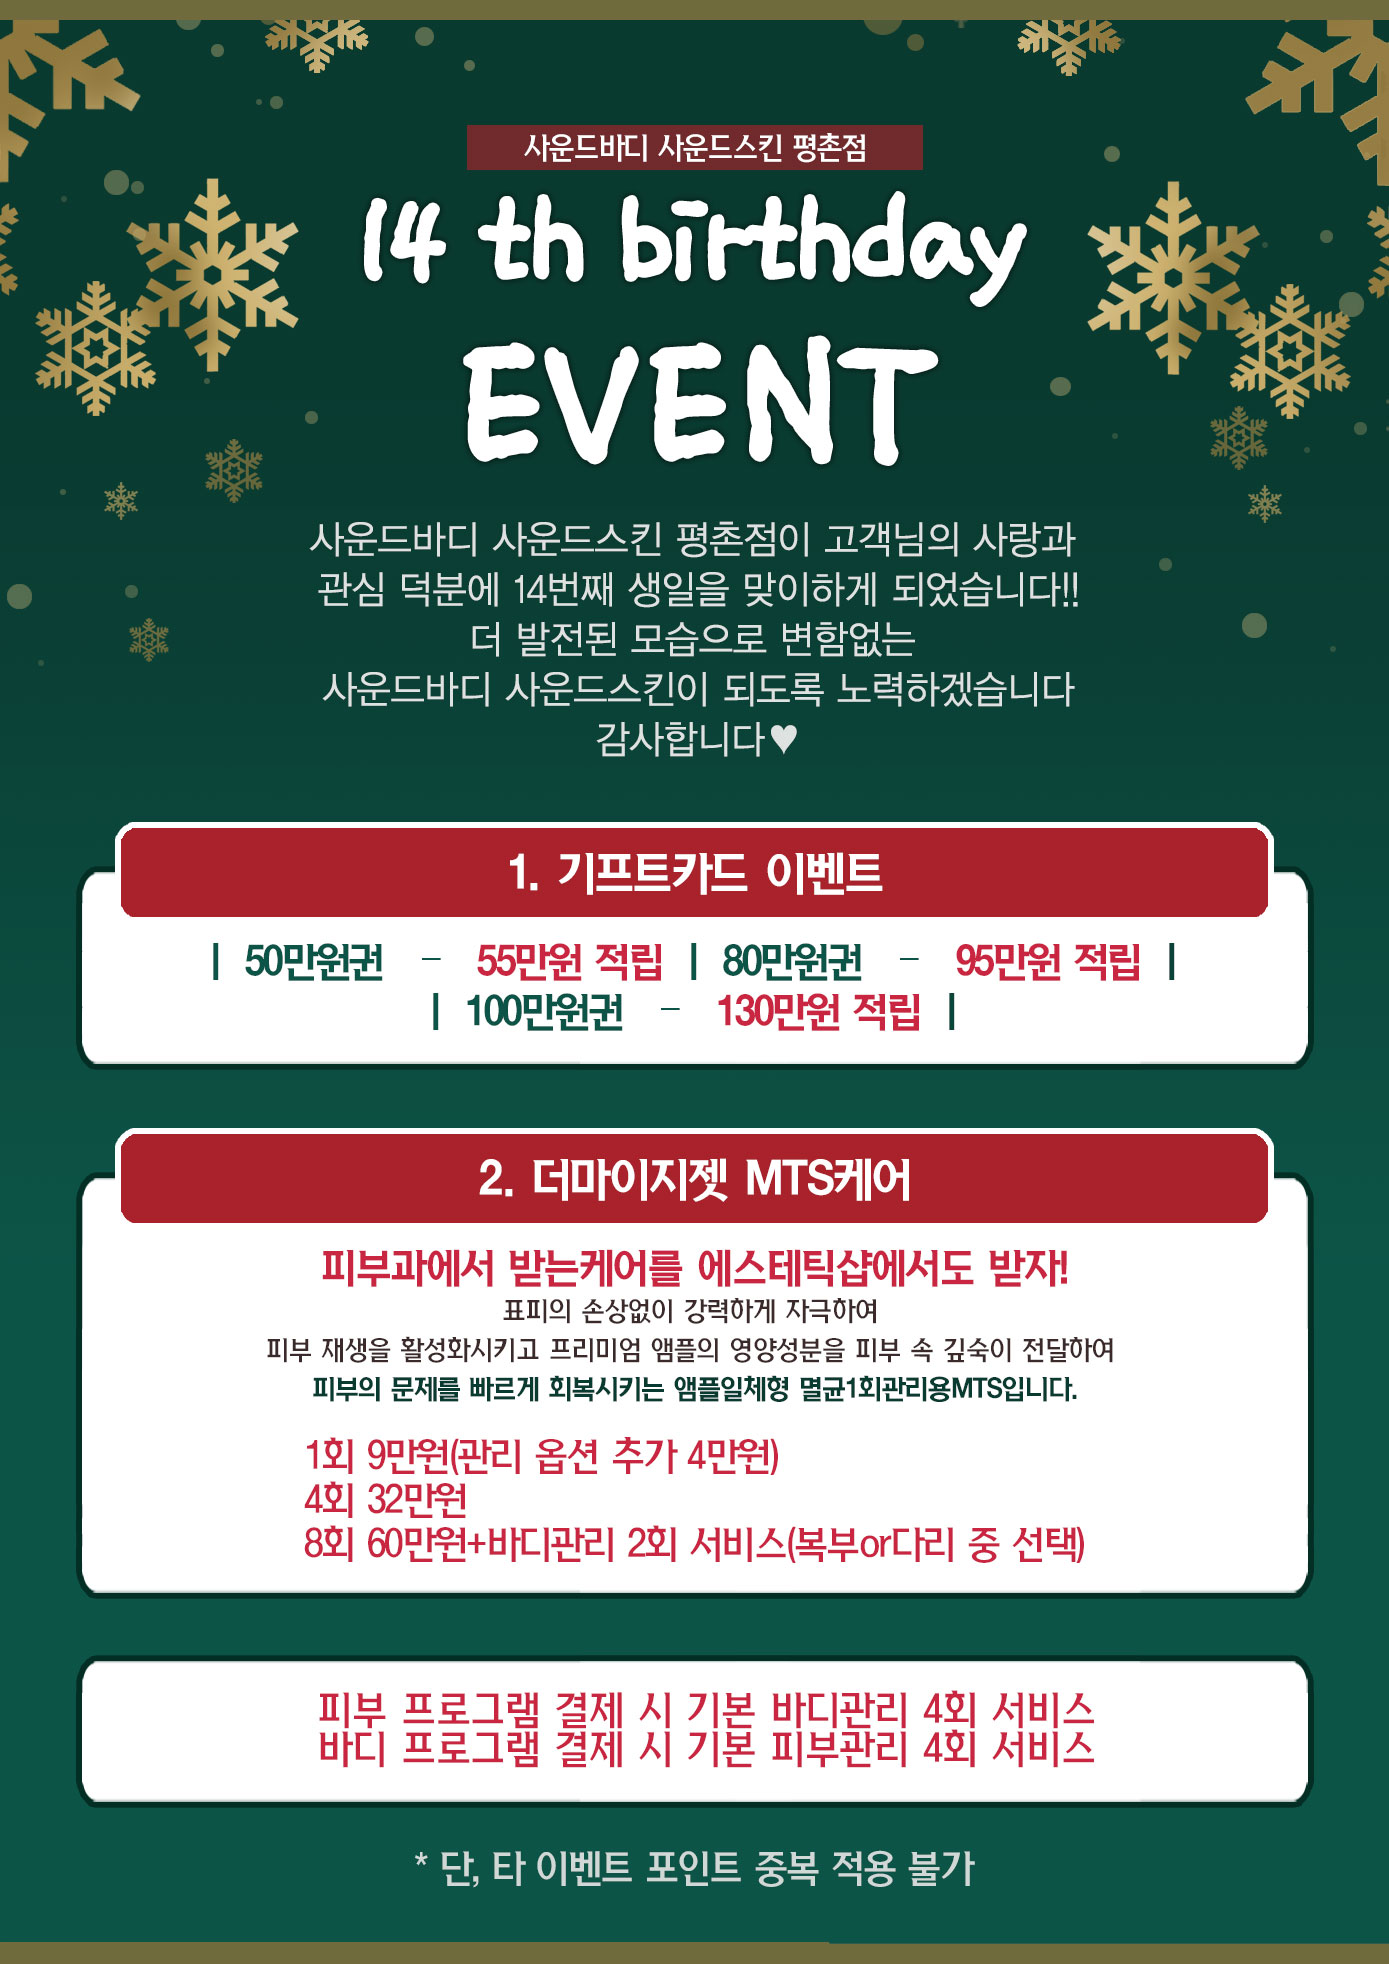 사운드바디 사운드스킨 평촌점
14 th birthday
EVENT
사운드바디 사운드스킨 평촌점이 고객님의 사랑과
관심 덕분에 14번째 생일을 맞이하게 되었습니다!!
더 발전된 모습으로 변함없는
사운드바디 사운드스킨이 되도록 노력하겠습니다
감사합니다♥
1. 기프트카드 이벤트
| 50만원권 - 55만원 적립 | 80만원권 - 95만원 적립 |
| 100만원권 - 130만원 적립 |
2. 더마이지젯 MTS케어
피부과에서 받는케어를 에스테틱샵에서도 받자!
표피의 손상없이 강력하게 자극하여
피부 재생을 활성화시키고 프리미엄 앰플의 영양성분을 피부 속 깊숙이 전달하여
피부의 문제를 빠르게 회복시키는 앰플일체형 멸균1회관리용MTS입니다.
1회 9만원(관리 옵션 추가 4만원)
4회 32만원
8회 60만원+바디관리 2회 서비스(복부or다리 중 선택)
피부 프로그램 결제 시 기본 바디관리 4회 서비스
바디 프로그램 결제 시 기본 피부관리 4회 서비스
* 단, 타 이벤트 포인트 중복 적용 불가